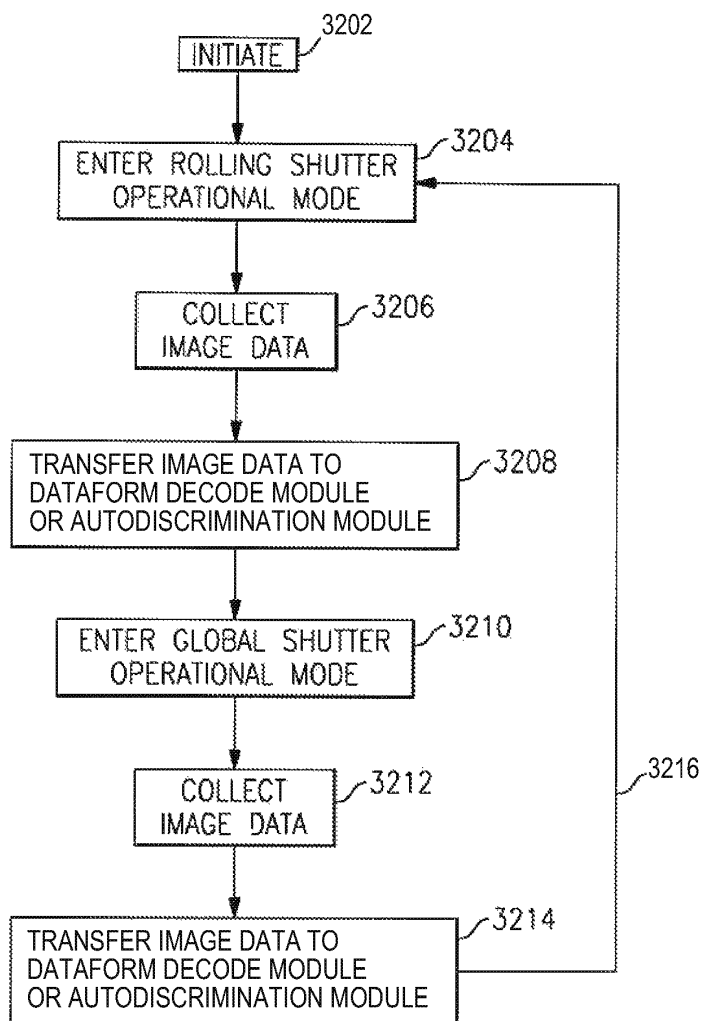 3202
INITIATE
3204
ENTER ROLLING SHUTTER
OPERATIONAL MODE
3206
COLLECT
IMAGE DATA
3208
TRANSFER IMAGE DATA TO
DATAFORM DECODE MODULE
OR AUTODISCRIMINATION MODULE
3210
ENTER GLOBAL SHUTTER
OPERATIONAL MODE
3212
COLLECT
IMAGE DATA
3216
3214
TRANSFER IMAGE DATA TO
DATAFORM DECODE MODULE
OR AUTODISCRIMINATION MODULE